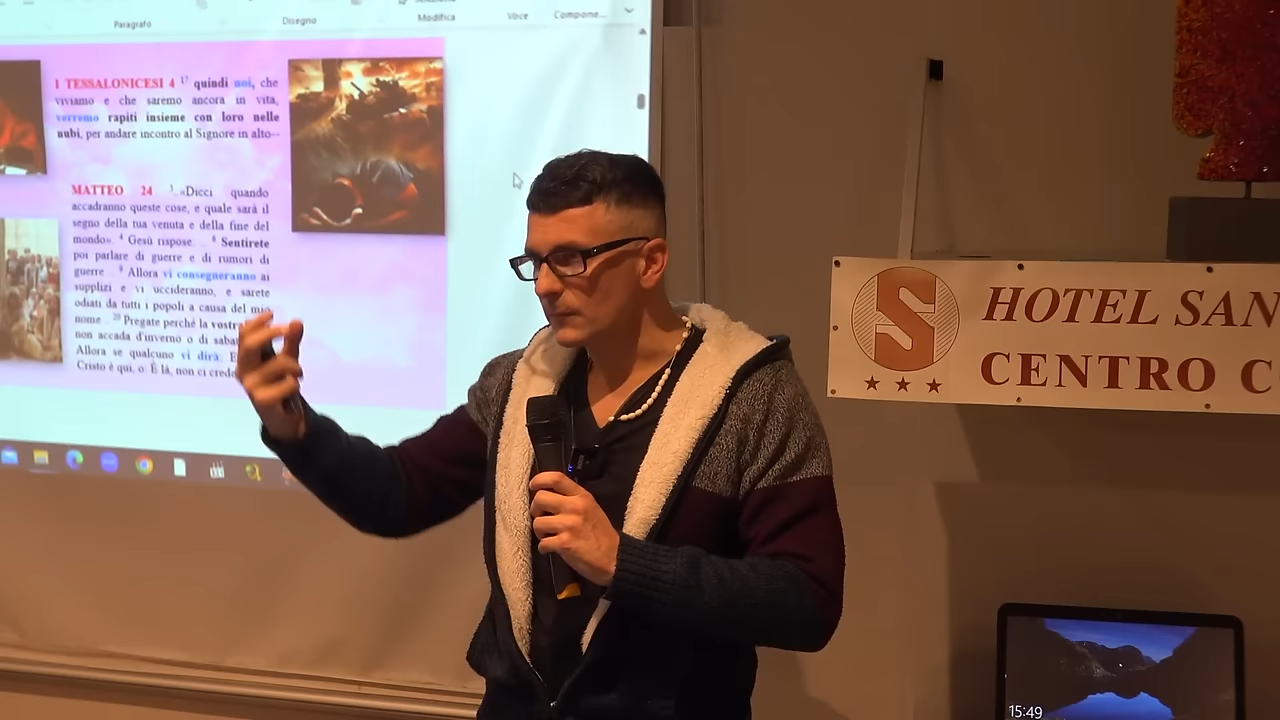 Paragrafo
Disegno
Modifica
Voce
Compone...
I TESSALONICESI 4 17 quindi noi, che
viviamo e che saremo ancora in vita,
verremo rapiti insieme con loro nelle
nubi, per andare incontro al Signore in alto--
MATTEO 24 3 «Dicci quando
accadranno queste cose, e quale sarà il
segno della tua venuta e della fine del
mondo». 4 Gesù rispose... 6 Sentirete
poi parlare di guerre e di rumori di
guerre... 9 Allora vi consegneranno ai
supplizi e vi uccideranno, e sarete
odiati da tutti i popoli a causa del mio
nome... 20 Pregate perché la vostra
non accada d'inverno o di sabat
Allora se qualcuno vi dirà: E
Cristo è qui, o: È là, non ci crede
S
HOTEL SAN
CENTRO C
15:49